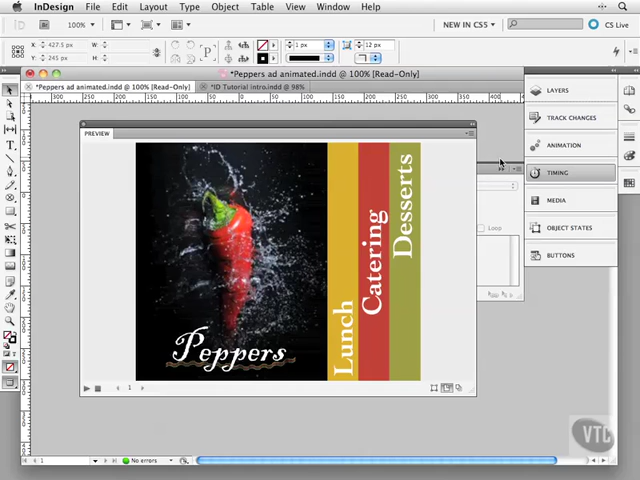 InDesign File Edit Layout Type Object Table View Window Help
100% NEW IN CS5 CS Live
X: 427.5 px W: 1 px 12 px
Y: 245 px H:
*Peppers ad animated.indd @ 100% [Read-Only]
*Peppers ad animated.indd @ 100% [Read-Only] *ID Tutorial intro.indd @ 98%
LAYERS
TRACK CHANGES
ANIMATION
TIMING
MEDIA
OBJECT STATES
BUTTONS
PREVIEW
Loop
Peppers
Lunch
Catering
Desserts
1
1 No errors
VTC